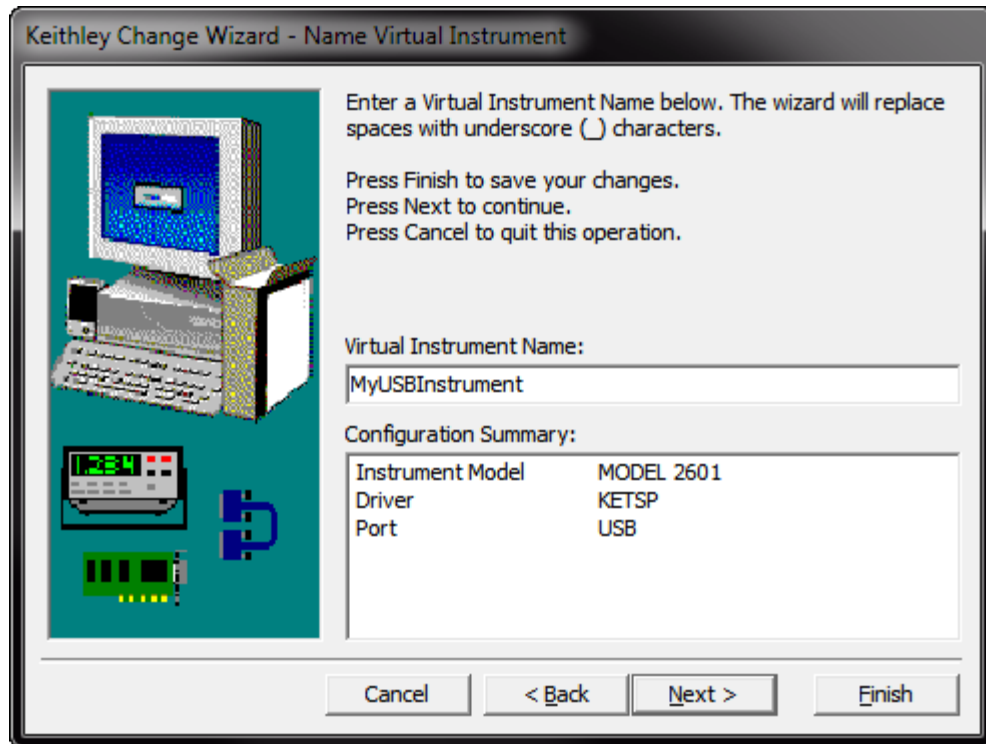 Keithley Change Wizard - Name Virtual Instrument
Enter a Virtual Instrument Name below. The wizard will replace
spaces with underscore (_) characters.
Press Finish to save your changes.
Press Next to continue.
Press Cancel to quit this operation.
Virtual Instrument Name:
MyUSBInstrument
Configuration Summary:
Instrument Model MODEL 2601
Driver KETSP
Port USB
1.234
Cancel < Back Next > Finish